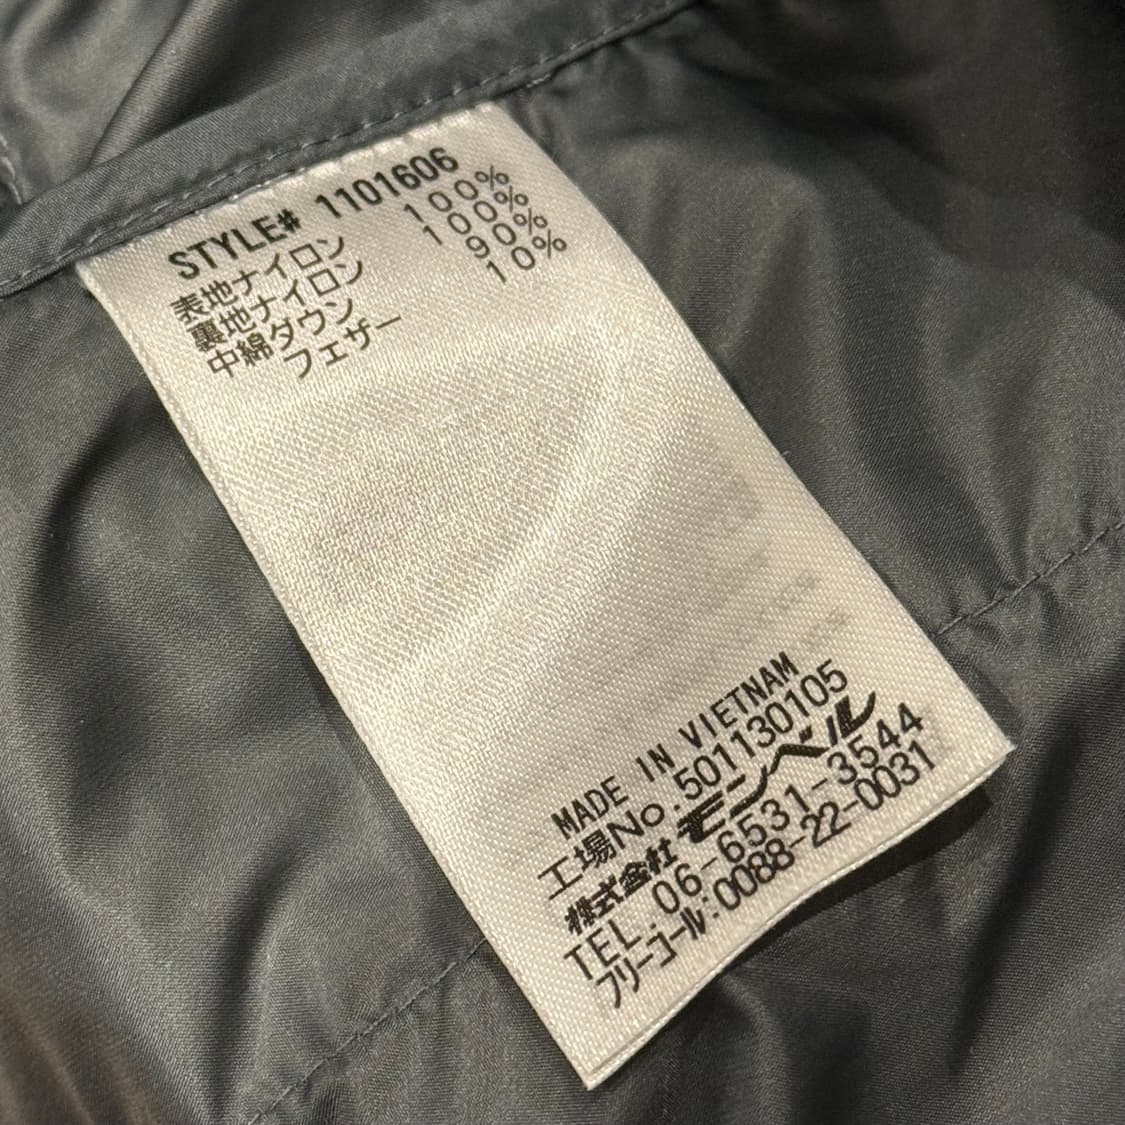 STYLE# 1101606
表地ナイロン 100%
裏地ナイロン 100%
中綿ダウン 90%
フェザー 10%
MADE IN VIETNAM
工場No.501130105
株式会社 モンベル
TEL:06-6531-3544
フリーコール:0088-22-0031